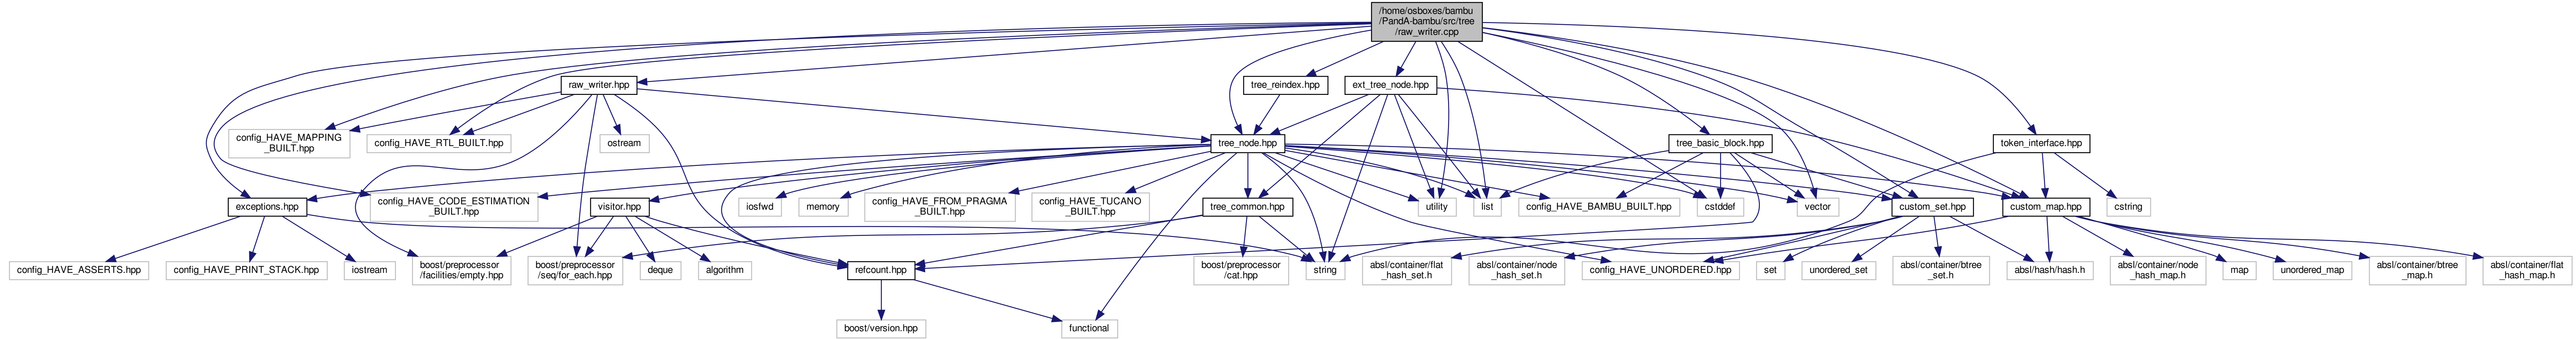 /home/osboxes/bambu
/PandA-bambu/src/tree
/raw_writer.cpp
raw_writer.hpp
tree_reindex.hpp
ext_tree_node.hpp
config_HAVE_MAPPING
_BUILT.hpp
config_HAVE_RTL_BUILT.hpp
ostream
tree_node.hpp
tree_basic_block.hpp
token_interface.hpp
exceptions.hpp
config_HAVE_CODE_ESTIMATION
_BUILT.hpp
visitor.hpp
iosfwd
memory
config_HAVE_FROM_PRAGMA
_BUILT.hpp
config_HAVE_TUCANO
_BUILT.hpp
tree_common.hpp
utility
list
config_HAVE_BAMBU_BUILT.hpp
cstddef
vector
custom_set.hpp
custom_map.hpp
cstring
config_HAVE_ASSERTS.hpp
config_HAVE_PRINT_STACK.hpp
iostream
boost/preprocessor
/facilities/empty.hpp
boost/preprocessor
/seq/for_each.hpp
deque
algorithm
refcount.hpp
boost/preprocessor
/cat.hpp
string
absl/container/flat
_hash_set.h
absl/container/node
_hash_set.h
config_HAVE_UNORDERED.hpp
set
unordered_set
absl/container/btree
_set.h
absl/hash/hash.h
absl/container/node
_hash_map.h
map
unordered_map
absl/container/btree
_map.h
absl/container/flat
_hash_map.h
boost/version.hpp
functional